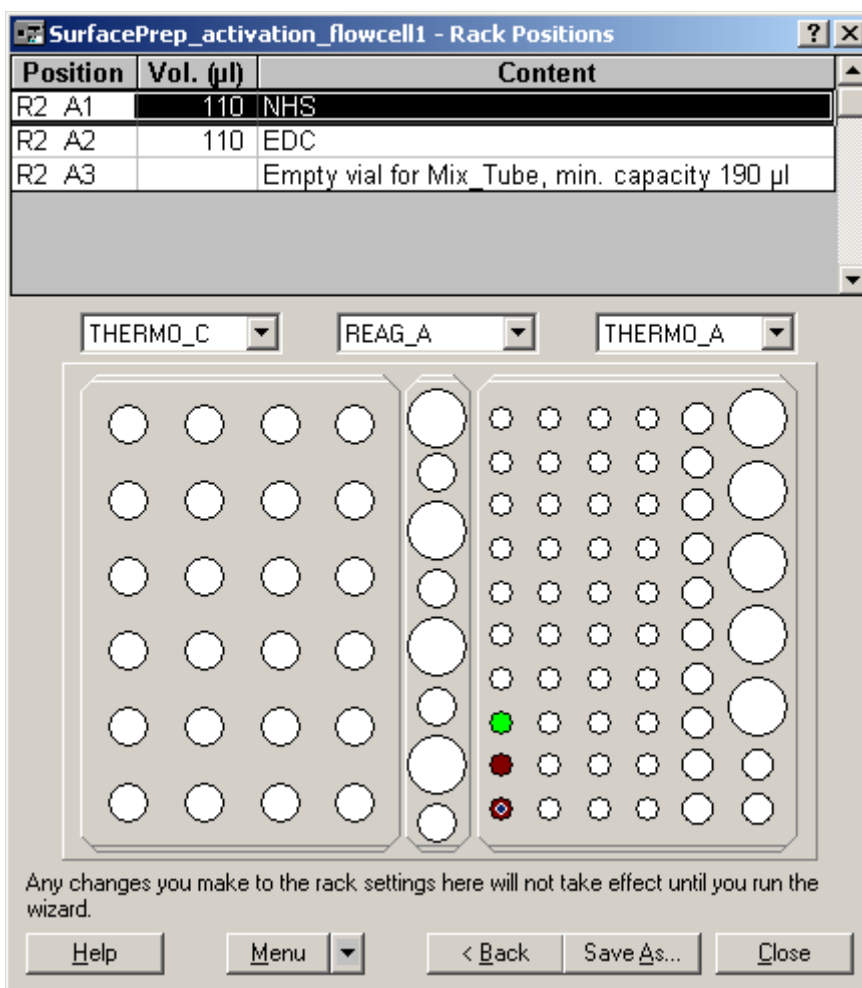 SurfacePrep_activation_flowcell1 - Rack Positions
Position Vol. (µl) Content
R2 A1 110 NHS
R2 A2 110 EDC
R2 A3 Empty vial for Mix_Tube, min. capacity 190 µl
THERMO_C REAG_A THERMO_A
Any changes you make to the rack settings here will not take effect until you run the
wizard.
Help Menu < Back Save As... Close